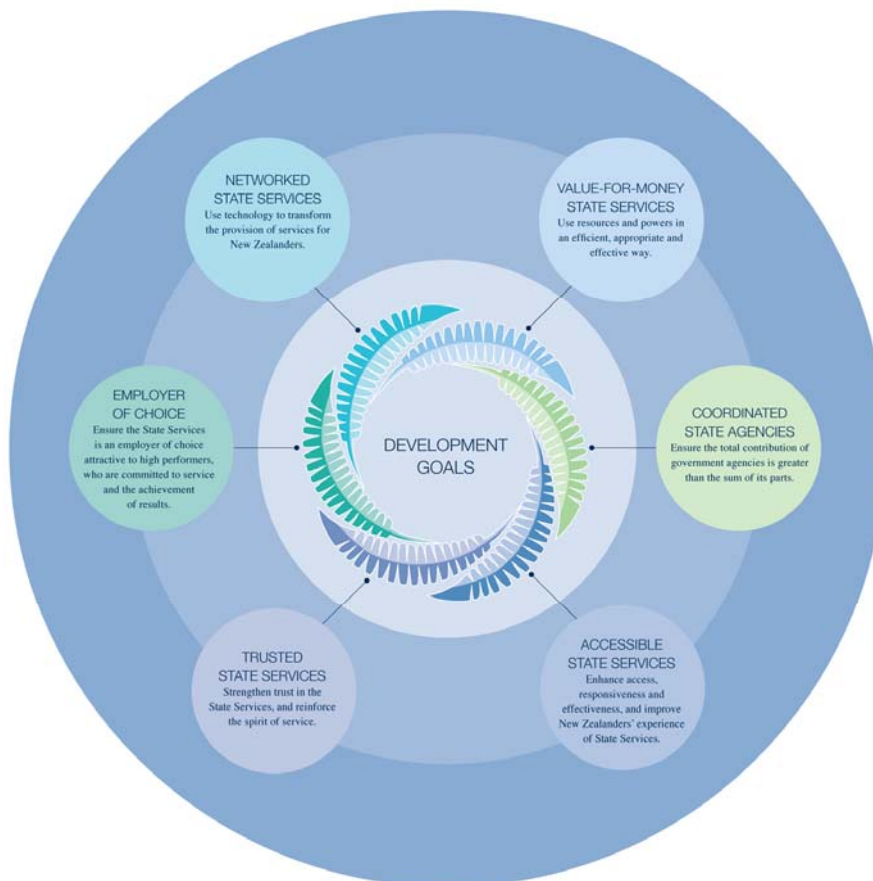 NETWORKED
STATE SERVICES
Use technology to transform
the provision of services for
New Zealanders.
VALUE-FOR-MONEY
STATE SERVICES
Use resources and powers in
an efficient, appropriate and
effective way.
EMPLOYER
OF CHOICE
Ensure the State Services
is an employer of choice
attractive to high performers,
who are committed to service
and the achievement
of results.
DEVELOPMENT
GOALS
COORDINATED
STATE AGENCIES
Ensure the total contribution of
government agencies is greater
than the sum of its parts.
TRUSTED
STATE SERVICES
Strengthen trust in the
State Services, and reinforce
the spirit of service.
ACCESSIBLE
STATE SERVICES
Enhance access,
responsiveness and
effectiveness, and improve
New Zealanders' experience
of State Services.